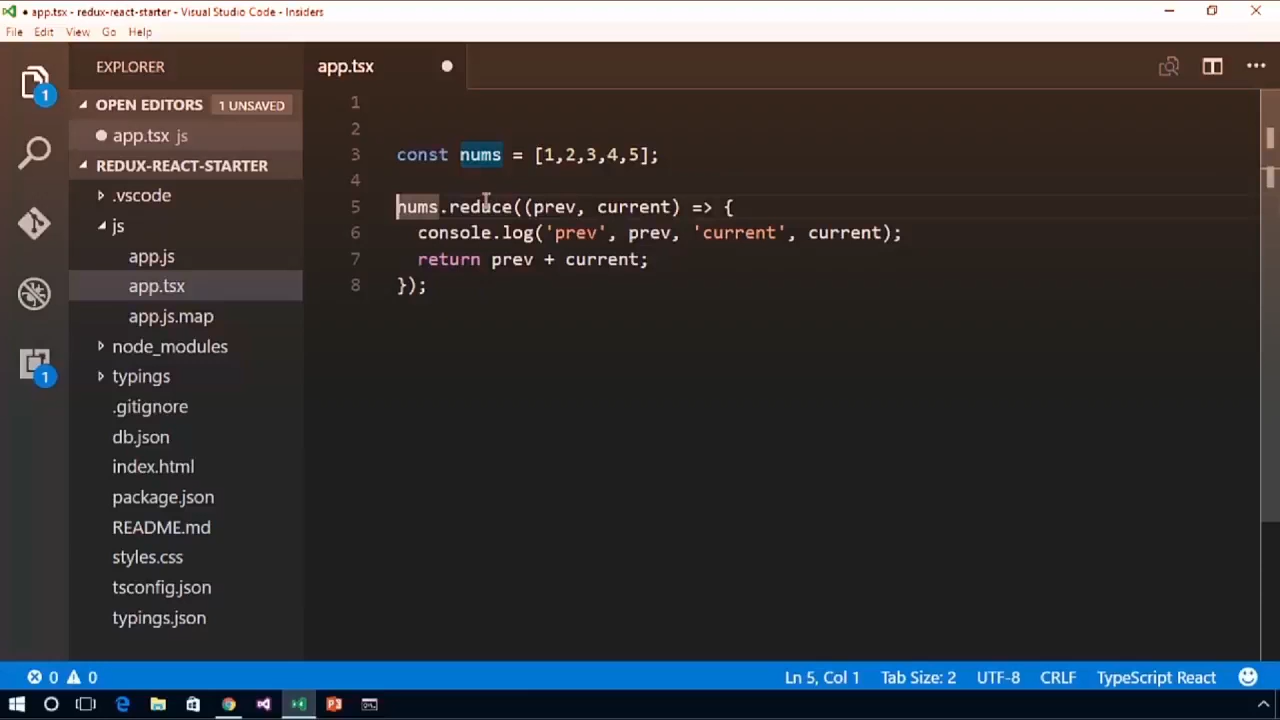 ● app.tsx - redux-react-starter - Visual Studio Code - Insiders
File Edit View Go Help
EXPLORER
app.tsx
1
OPEN EDITORS 1 UNSAVED
app.tsx js
REDUX-REACT-STARTER
.vscode
js
app.js
app.tsx
app.js.map
node_modules
typings
.gitignore
db.json
index.html
package.json
README.md
styles.css
tsconfig.json
typings.json
1
1
2
3 const nums = [1,2,3,4,5];
4
5 nums.reduce((prev, current) => {
6 console.log('prev', prev, 'current', current);
7 return prev + current;
8 });
0 0 Ln 5, Col 1 Tab Size: 2 UTF-8 CRLF TypeScript React